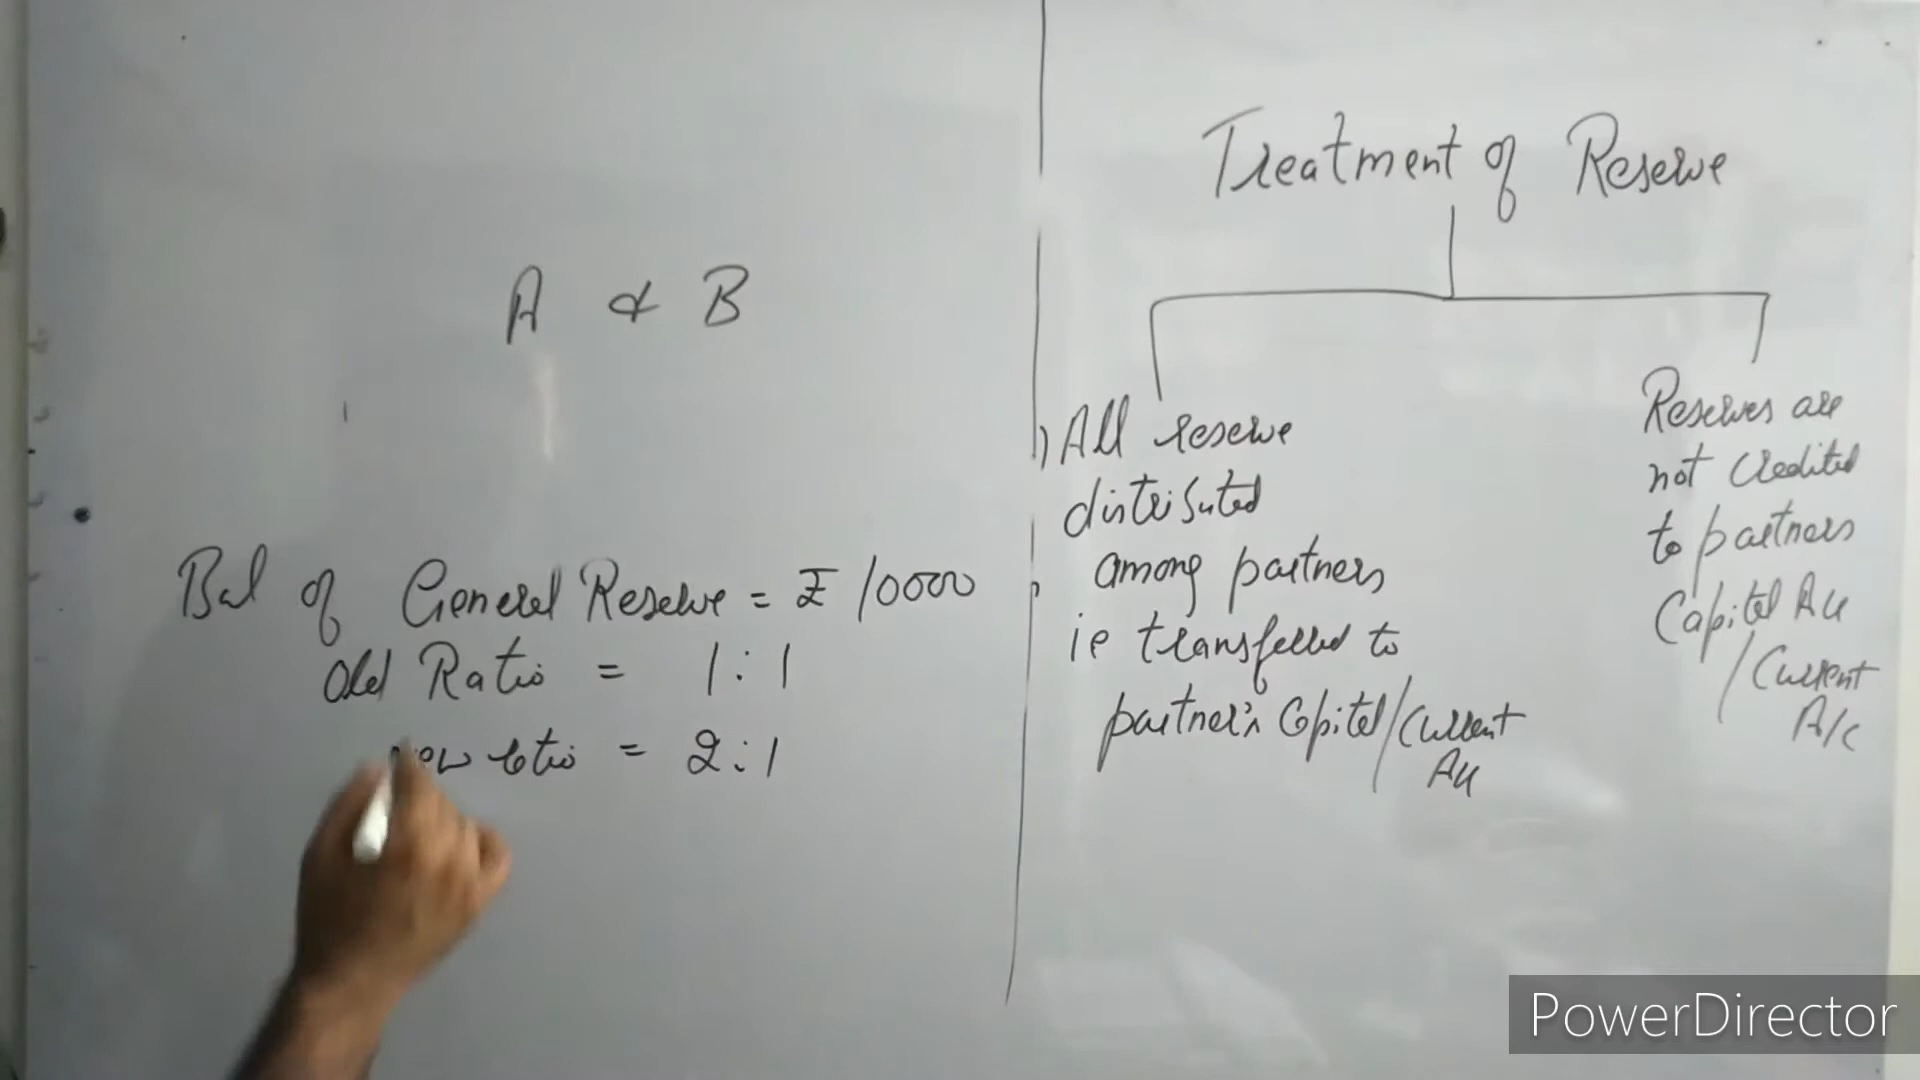 A & B
Bal of General Reserve = ₹ 10000
Old Ratio = 1:1
New ratio = 2:1
Treatment of Reserve
1) All reserve
distributed
among partners
ie transferred to
partner's Capital/Current
A/c
Reserves are
not credited
to partners
Capital A/c
/Current
A/c
PowerDirector